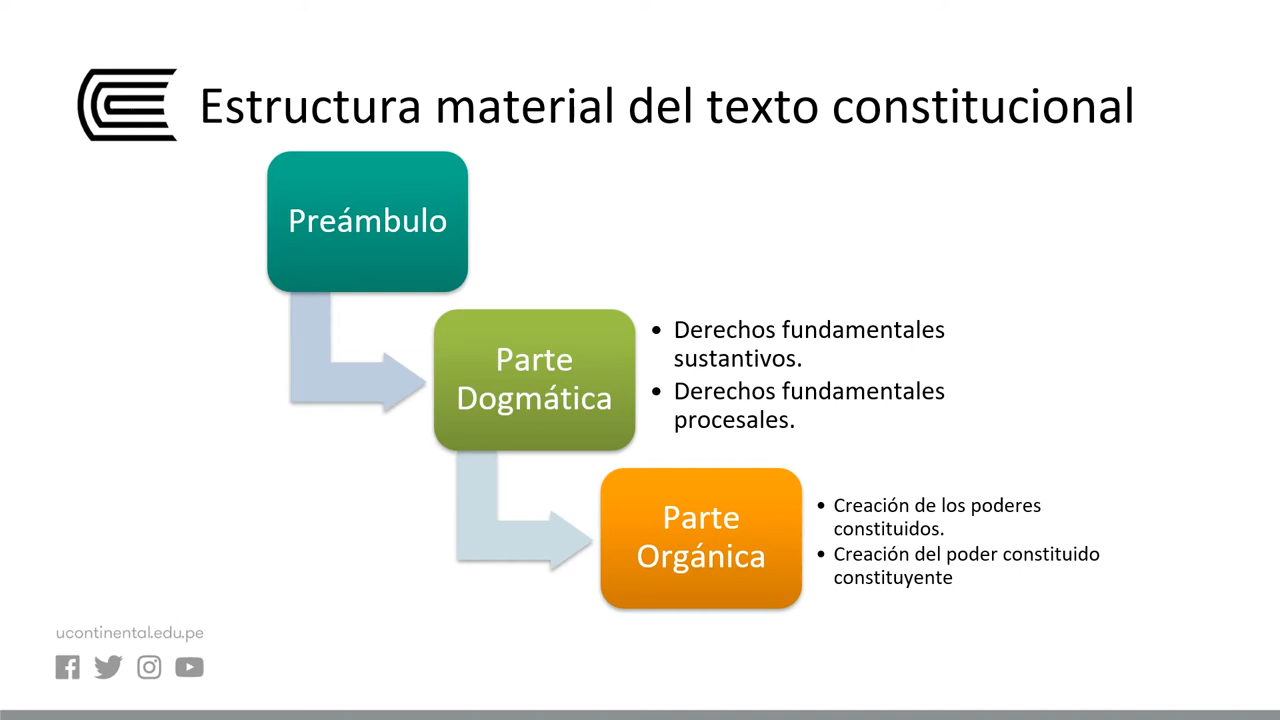 Estructura material del texto constitucional
Preámbulo
Parte
Dogmática
• Derechos fundamentales
sustantivos.
• Derechos fundamentales
procesales.
Parte
Orgánica
• Creación de los poderes
constituidos.
• Creación del poder constituido
constituyente
ucontinental.edu.pe